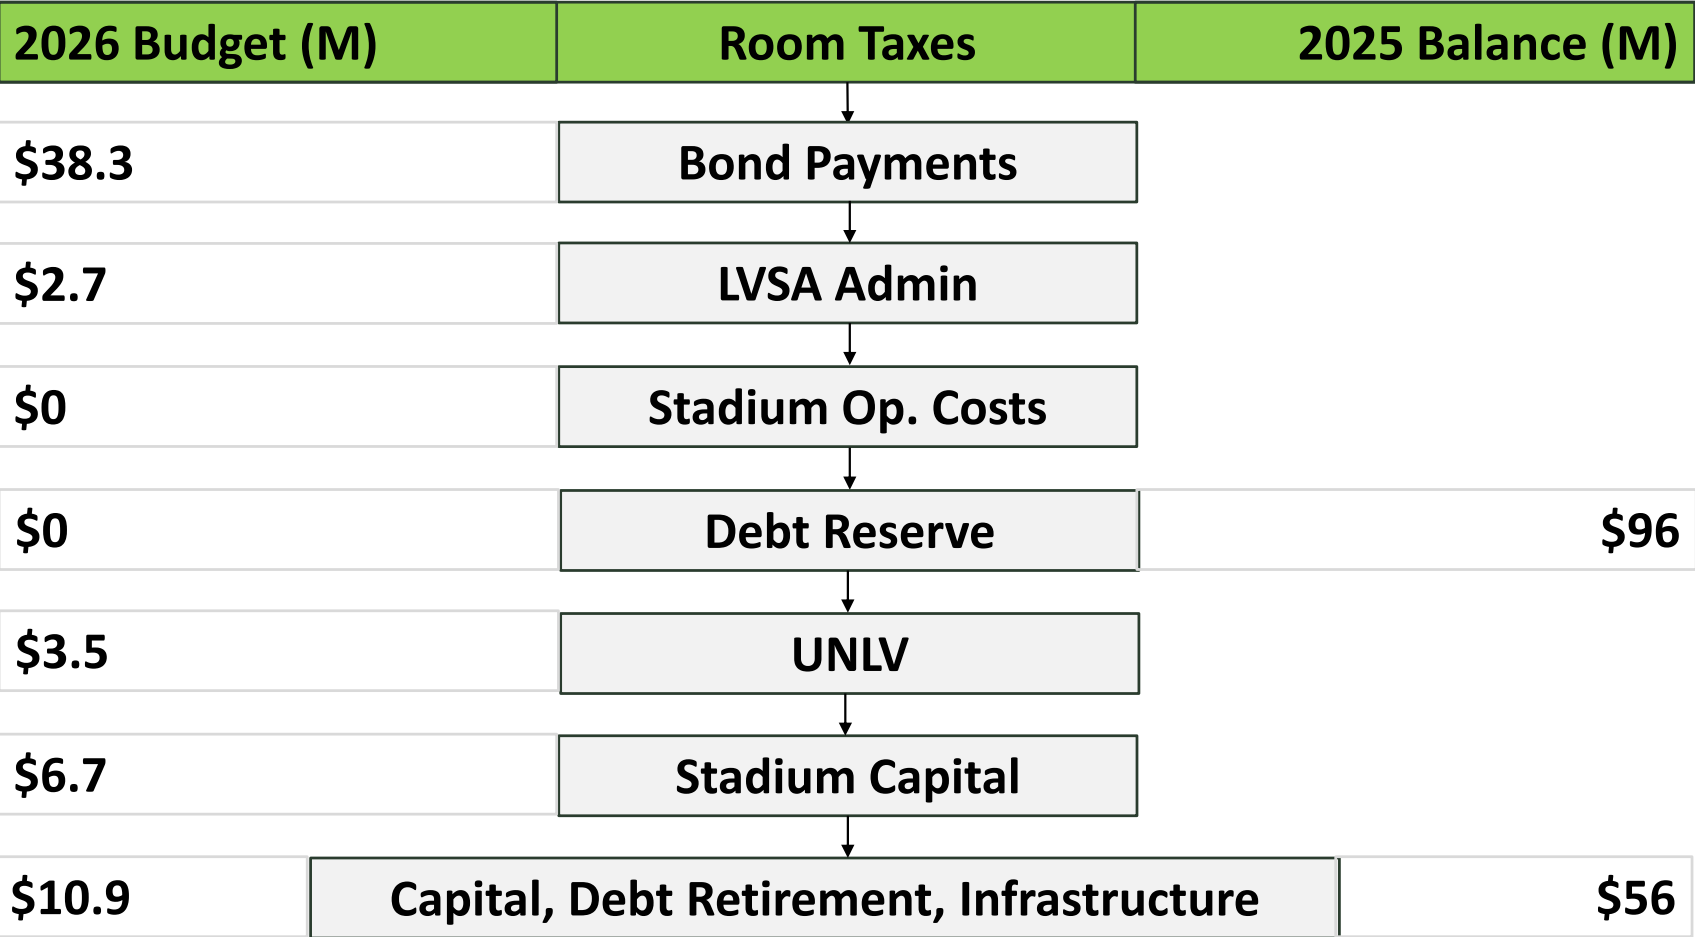 2026 Budget (M) Room Taxes 2025 Balance (M)
$38.3 Bond Payments
$2.7 LVSA Admin
$0 Stadium Op. Costs
$0 Debt Reserve $96
$3.5 UNLV
$6.7 Stadium Capital
$10.9 Capital, Debt Retirement, Infrastructure $56